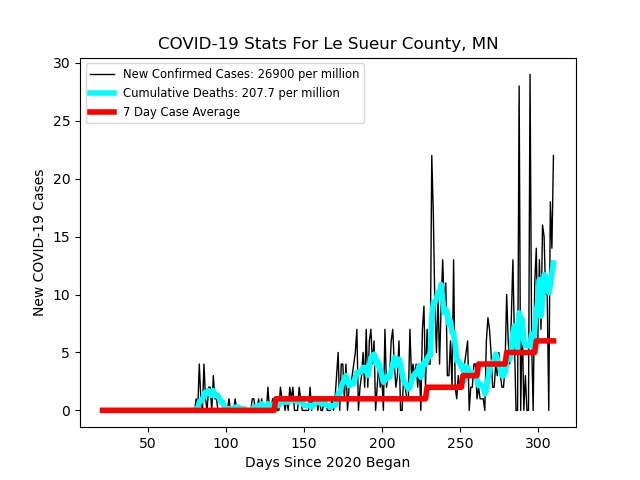 COVID-19 Stats For Le Sueur County, MN
New Confirmed Cases: 26900 per million
Cumulative Deaths: 207.7 per million
7 Day Case Average
30
25
20
15
10
5
0
New COVID-19 Cases
50 100 150 200 250 300
Days Since 2020 Began